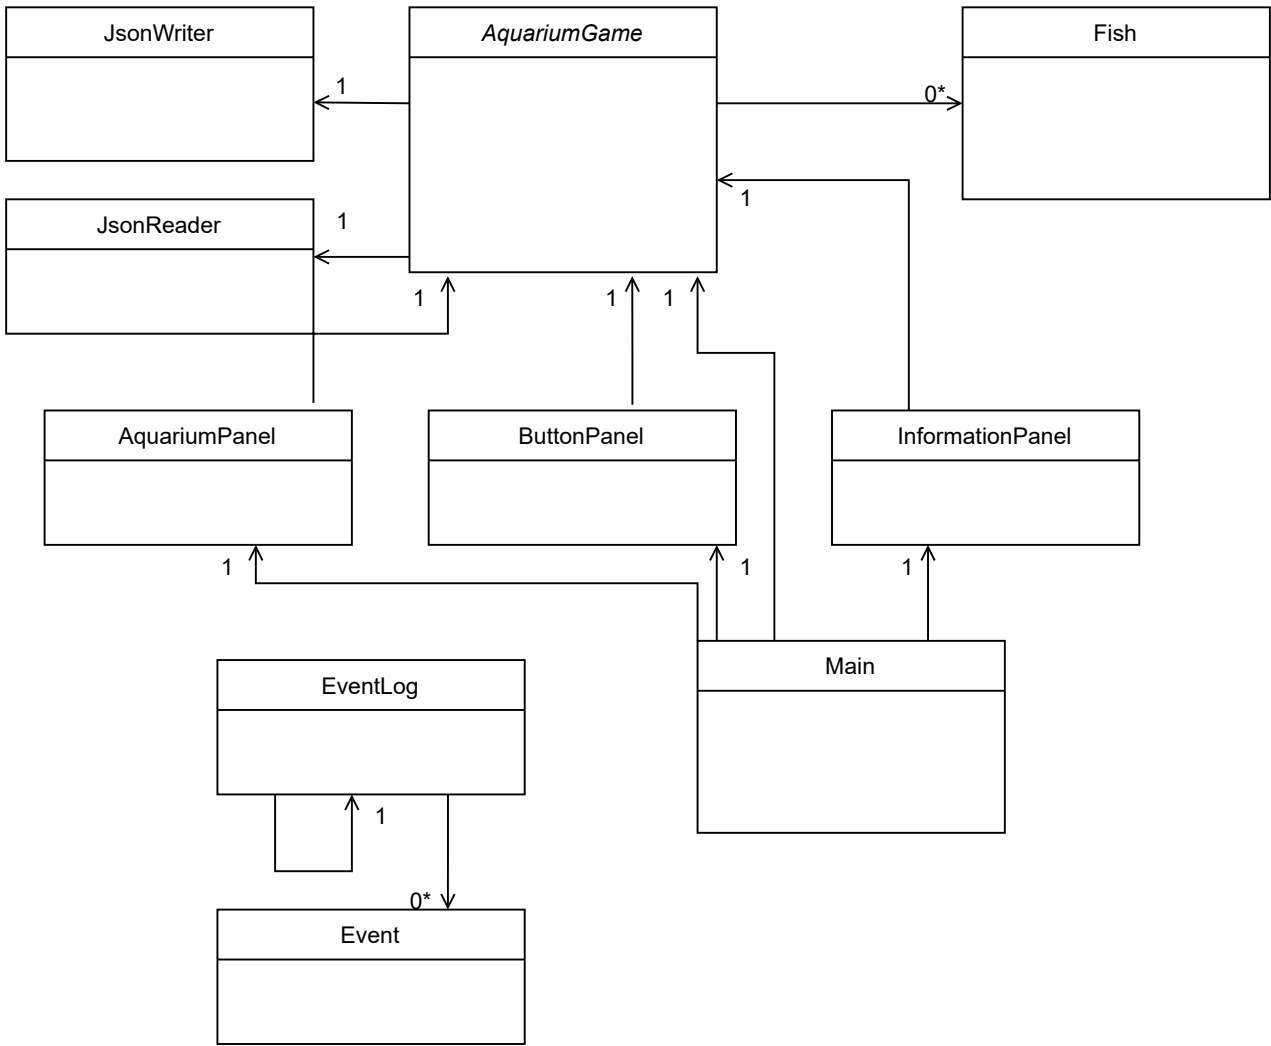 JsonWriter
AquariumGame
Fish
1
0*
1
JsonReader
1
1
1
1
AquariumPanel
ButtonPanel
InformationPanel
1
1
1
Main
EventLog
1
0*
Event